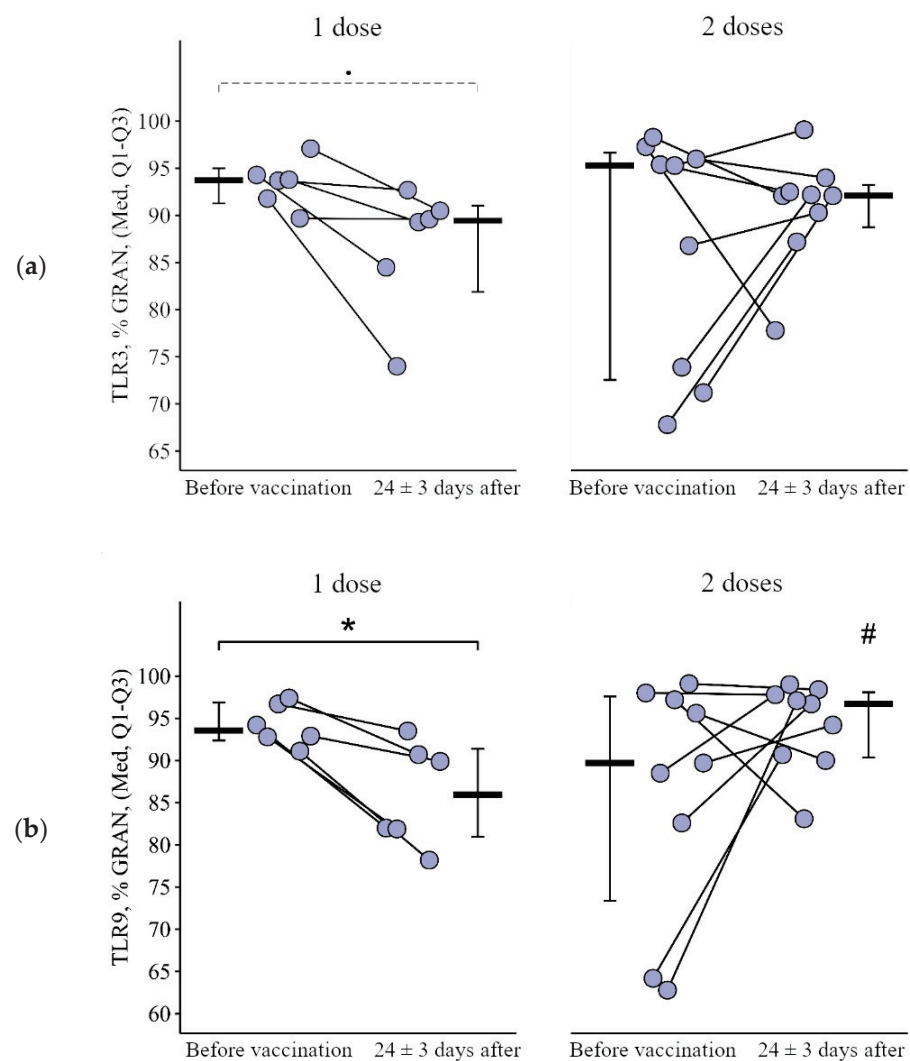 1 dose
2 doses
(a)
TLR3, % GRAN, (Med, Q1-Q3)
100
95
90
85
80
75
70
65
Before vaccination 24 ± 3 days after
Before vaccination 24 ± 3 days after
1 dose
2 doses
*
#
(b)
TLR9, % GRAN, (Med, Q1-Q3)
100
95
90
85
80
75
70
65
60
Before vaccination 24 ± 3 days after
Before vaccination 24 ± 3 days after